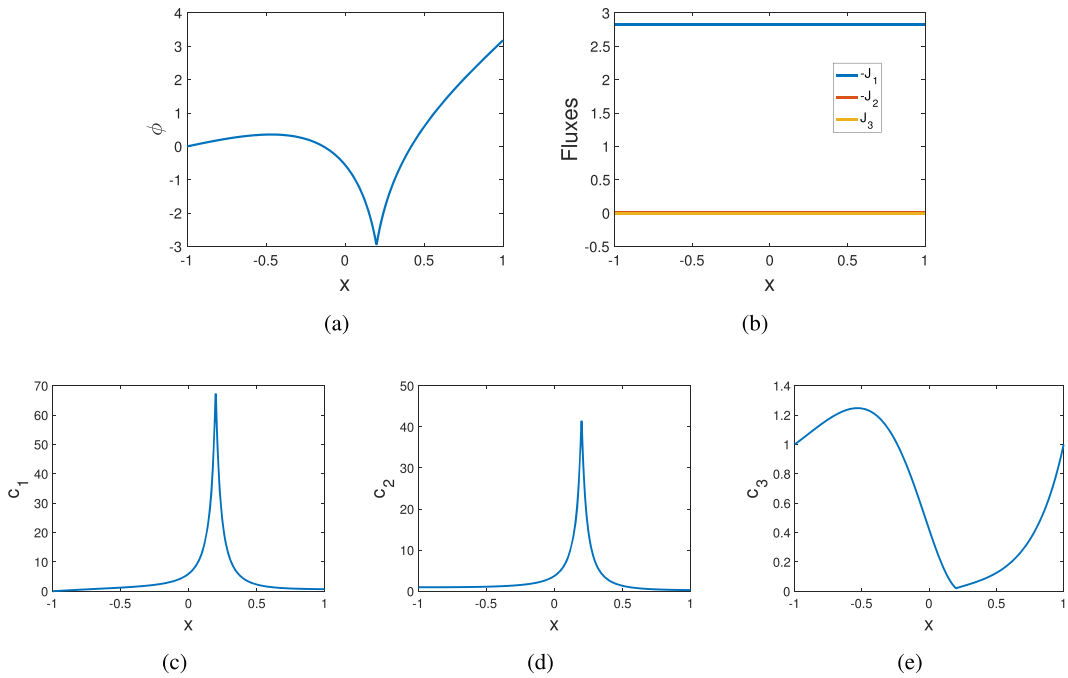 4
3
2
1
0
-1
-2
-3
ϕ
-1 -0.5 0 0.5 1
x
(a)
3
2.5
2
1.5
1
0.5
0
-0.5
Fluxes
-J₁
-J₂
J₃
-1 -0.5 0 0.5 1
x
(b)
70
60
50
40
30
20
10
0
c₁
-1 -0.5 0 0.5 1
x
(c)
50
40
30
20
10
0
c₂
-1 -0.5 0 0.5 1
x
(d)
1.4
1.2
1
0.8
0.6
0.4
0.2
0
c₃
-1 -0.5 0 0.5 1
x
(e)